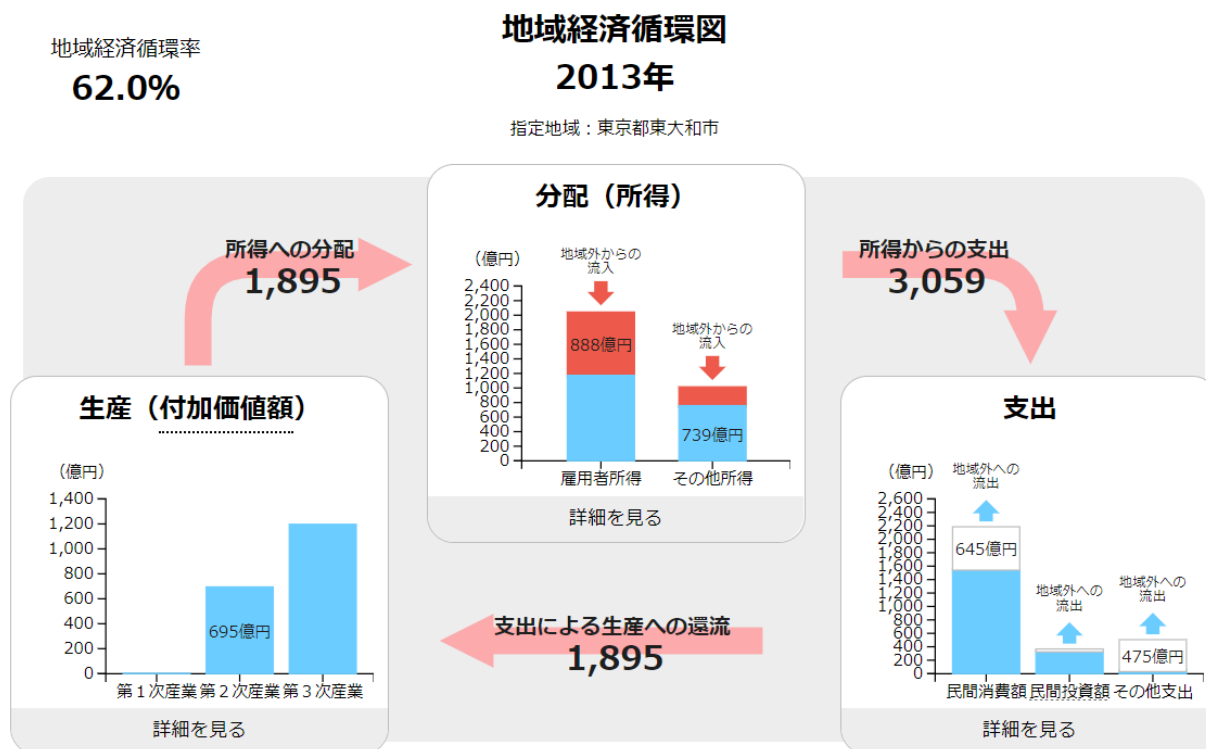 地域経済循環図
2013年
指定地域：東京都東大和市
地域経済循環率
62.0%
所得への分配
1,895
分配（所得）
（億円）
2,400
2,200
2,000
1,800
1,600
1,400
1,200
1,000
800
600
400
200
0
地域外からの
流入
888億円
地域外からの
流入
739億円
雇用者所得
その他所得
詳細を見る
所得からの支出
3,059
生産（付加価値額）
（億円）
1,400
1,200
1,000
800
600
400
200
0
695億円
第１次産業
第２次産業
第３次産業
詳細を見る
支出による生産への還流
1,895
支出
（億円）
2,600
2,400
2,200
2,000
1,800
1,600
1,400
1,200
1,000
800
600
400
200
0
地域外への
流出
645億円
地域外への
流出
地域外への
流出
475億円
民間消費額
民間投資額
その他支出
詳細を見る